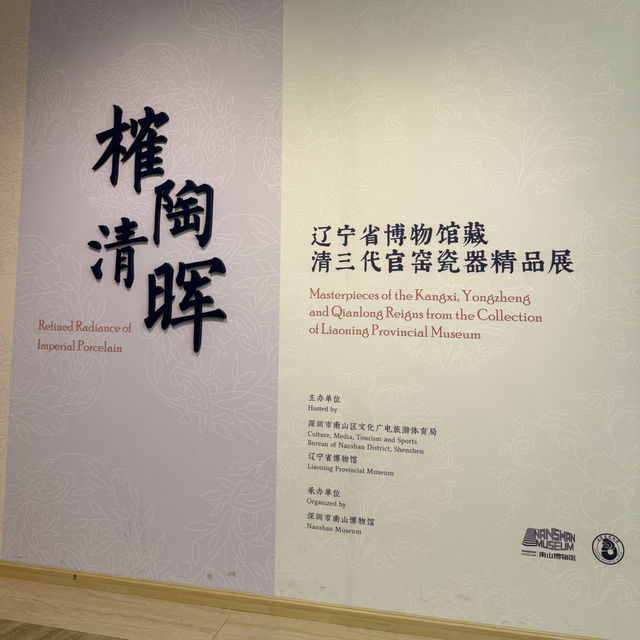 榷陶
清晖
Refined Radiance of
Imperial Porcelain
辽宁省博物馆藏
清三代官窑瓷器精品展
Masterpieces of the Kangxi, Yongzheng
and Qianlong Reigns from the Collection
of Liaoning Provincial Museum
主办单位
Hosted by
深圳市南山区文化广电旅游体育局
Culture, Media, Tourism and Sports
Bureau of Nanshan District, Shenzhen
辽宁省博物馆
Liaoning Provincial Museum
承办单位
Organized by
深圳市南山博物馆
Nanshan Museum
NANSHAN
MUSEUM
南山博物馆